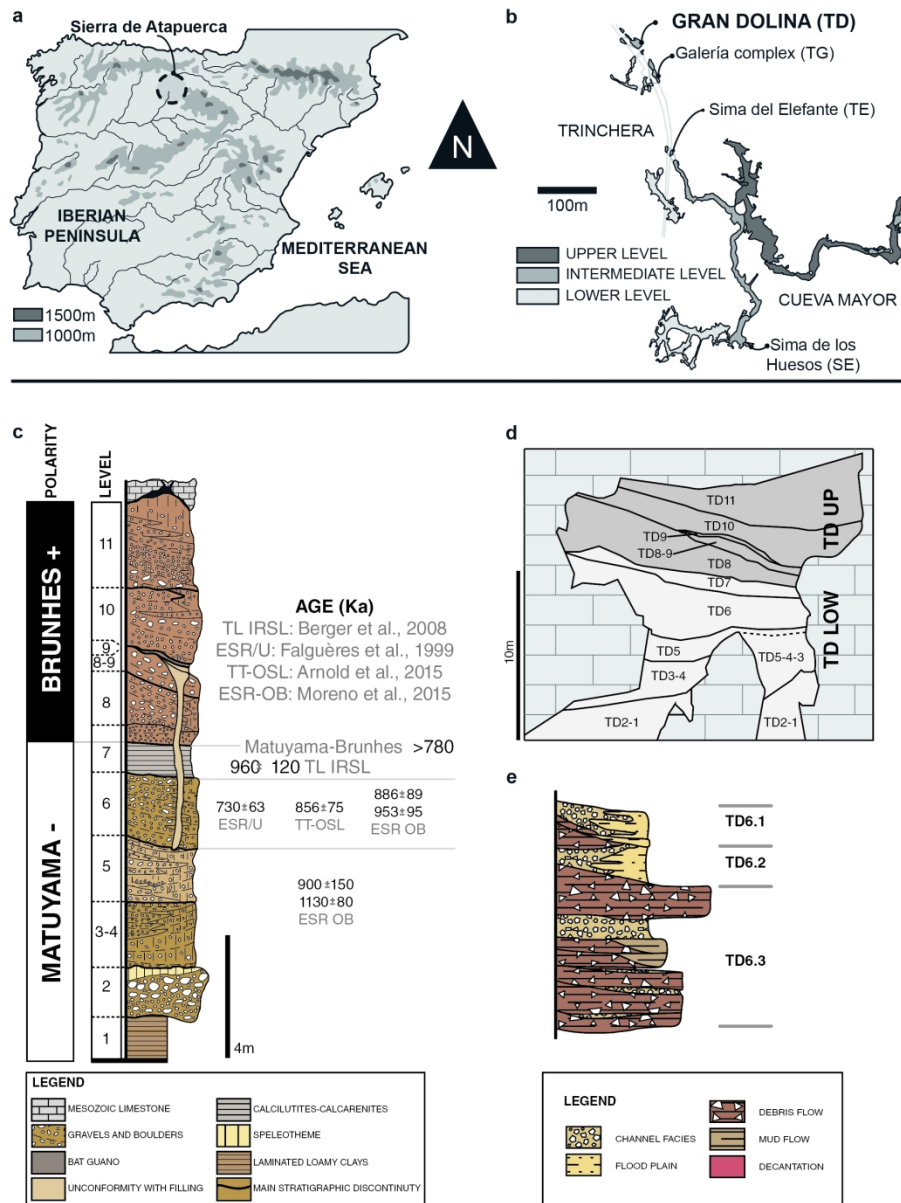 a
Sierra de Atapuerca
IBERIAN
PENINSULA
MEDITERRANEAN
SEA
1500m
1000m
N
b
GRAN DOLINA (TD)
Galería complex (TG)
Sima del Elefante (TE)
TRINCHERA
100m
UPPER LEVEL
INTERMEDIATE LEVEL
LOWER LEVEL
CUEVA MAYOR
Sima de los
Huesos (SE)
c
POLARITY
LEVEL
BRUNHES +
MATUYAMA -
11
10
9
8-9
8
7
6
5
3-4
2
1
AGE (Ka)
TL IRSL: Berger et al., 2008
ESR/U: Falguères et al., 1999
TT-OSL: Arnold et al., 2015
ESR-OB: Moreno et al., 2015
Matuyama-Brunhes >780
960± 120 TL IRSL
730±63
ESR/U
856±75
TT-OSL
886±89
953±95
ESR OB
900 ±150
1130±80
ESR OB
4m
LEGEND
MESOZOIC LIMESTONE
GRAVELS AND BOULDERS
BAT GUANO
UNCONFORMITY WITH FILLING
CALCILUTITES-CALCARENITES
SPELEOTHEME
LAMINATED LOAMY CLAYS
MAIN STRATIGRAPHIC DISCONTINUITY
d
TD11
TD10
TD9
TD8-9
TD8
TD7
TD6
TD5
TD5-4-3
TD3-4
TD2-1
TD2-1
TD UP
TD LOW
10m
e
TD6.1
TD6.2
TD6.3
LEGEND
CHANNEL FACIES
FLOOD PLAIN
DEBRIS FLOW
MUD FLOW
DECANTATION